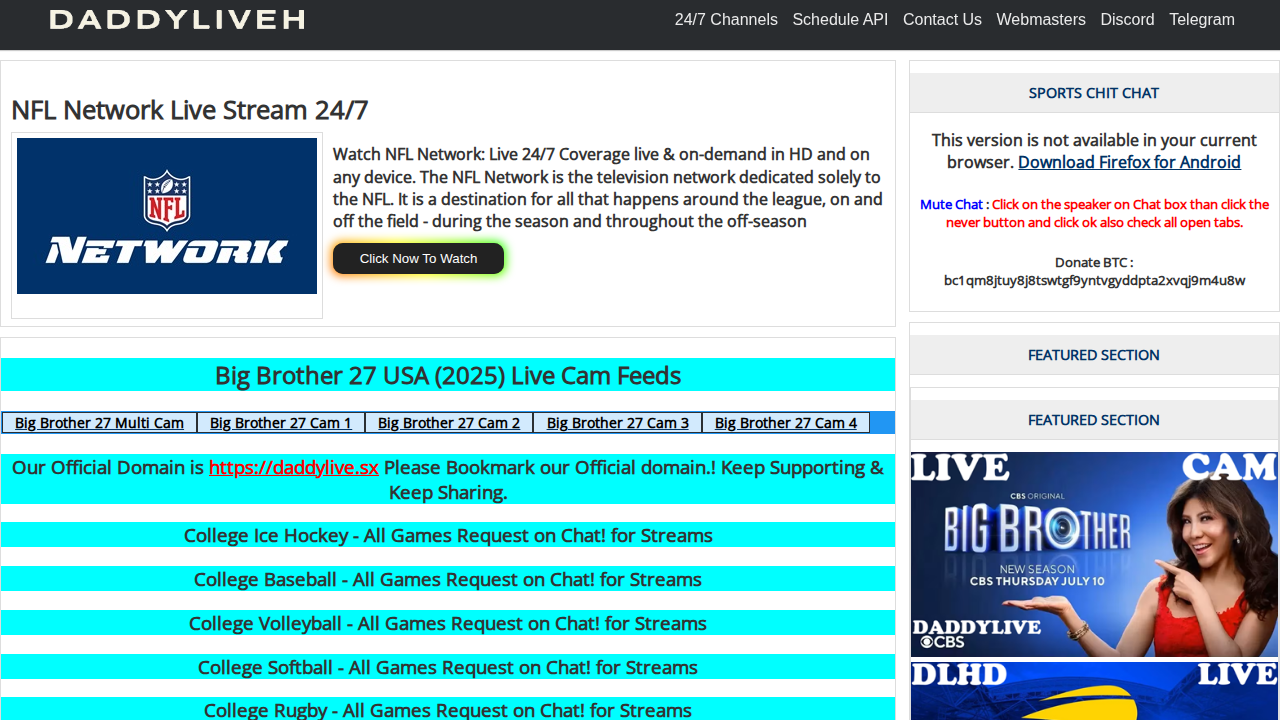 DADDYLIVEH
24/7 Channels Schedule API Contact Us Webmasters Discord Telegram
NFL Network Live Stream 24/7
NFL
NETWORK
Watch NFL Network: Live 24/7 Coverage live & on-demand in HD and on
any device. The NFL Network is the television network dedicated solely to
the NFL. It is a destination for all that happens around the league, on and
off the field - during the season and throughout the off-season
Click Now To Watch
Big Brother 27 USA (2025) Live Cam Feeds
Big Brother 27 Multi Cam Big Brother 27 Cam 1 Big Brother 27 Cam 2 Big Brother 27 Cam 3 Big Brother 27 Cam 4
Our Official Domain is https://daddylive.sx Please Bookmark our Official domain.! Keep Supporting &
Keep Sharing.
College Ice Hockey - All Games Request on Chat! for Streams
College Baseball - All Games Request on Chat! for Streams
College Volleyball - All Games Request on Chat! for Streams
College Softball - All Games Request on Chat! for Streams
College Rugby - All Games Request on Chat! for Streams
SPORTS CHIT CHAT
This version is not available in your current
browser. Download Firefox for Android
Mute Chat : Click on the speaker on Chat box than click the
never button and click ok also check all open tabs.
Donate BTC :
bc1qm8jtuy8j8tswtgf9yntvgyddpta2xvqj9m4u8w
FEATURED SECTION
FEATURED SECTION
LIVE CAM
CBS ORIGINAL
BIG BROTHER
NEW SEASON
CBS THURSDAY JULY 10
DADDYLIVE
CBS
DLHD LIVE